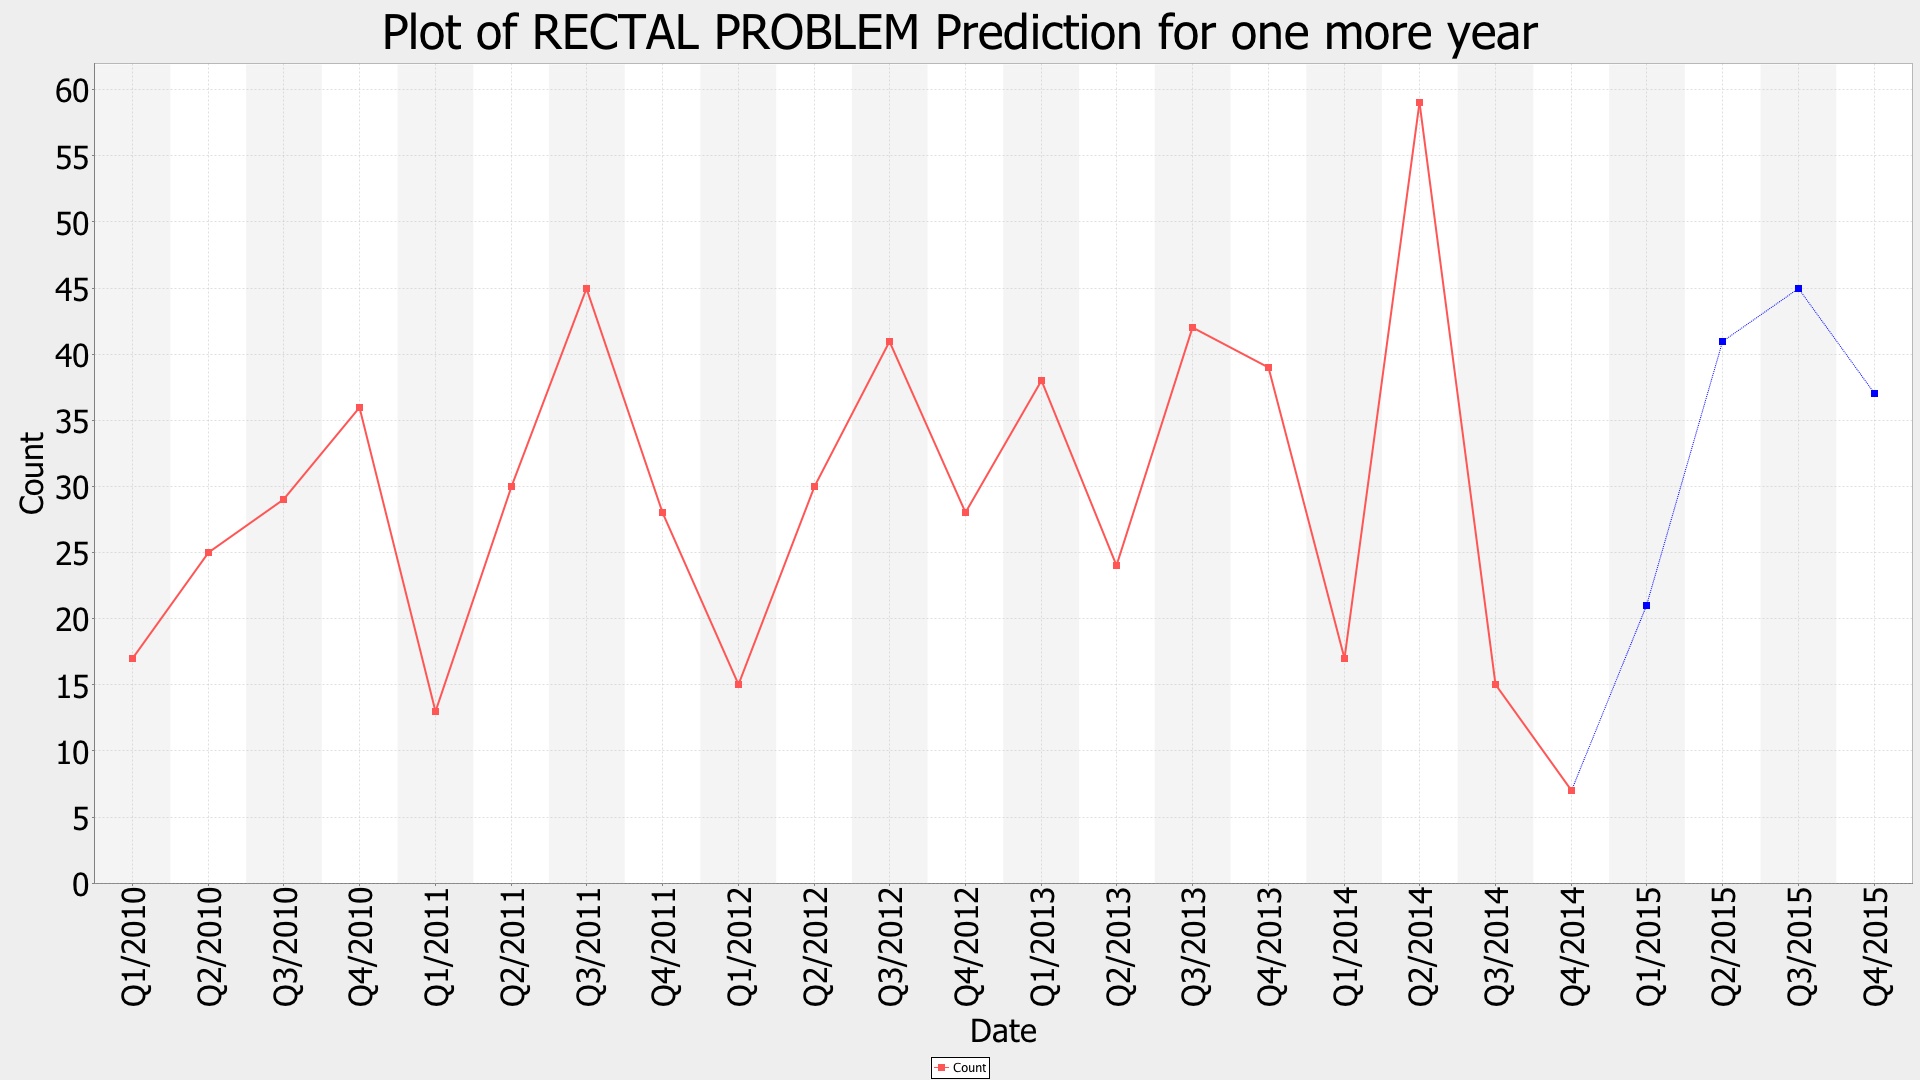 Plot of RECTAL PROBLEM Prediction for one more year
60
55
50
45
40
35
30
25
20
15
10
5
0
Count
Q1/2010
Q2/2010
Q3/2010
Q4/2010
Q1/2011
Q2/2011
Q3/2011
Q4/2011
Q1/2012
Q2/2012
Q3/2012
Q4/2012
Q1/2013
Q2/2013
Q3/2013
Q4/2013
Q1/2014
Q2/2014
Q3/2014
Q4/2014
Q1/2015
Q2/2015
Q3/2015
Q4/2015
Date
Count